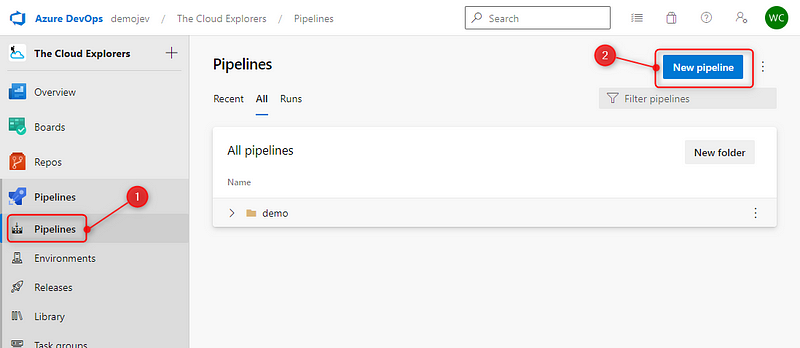 Azure DevOps demojev / The Cloud Explorers / Pipelines
Search
WC
The Cloud Explorers
Overview
Boards
Repos
Pipelines
1
Pipelines
Environments
Releases
Library
Task groups
Pipelines
2
New pipeline
Recent All Runs
Filter pipelines
All pipelines
New folder
Name
demo